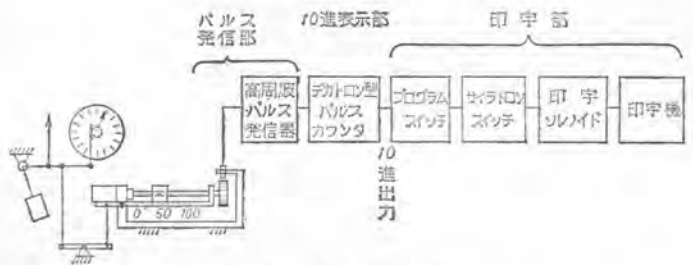 パルス
発信部
10進表示部
印字部
高周波
パルス
発信器
デカトロン型
パルス
カウンタ
プログラム
スイッチ
サイラトロン
スイッチ
印字
ソレノイド
印字機
10進出力
0 50 100